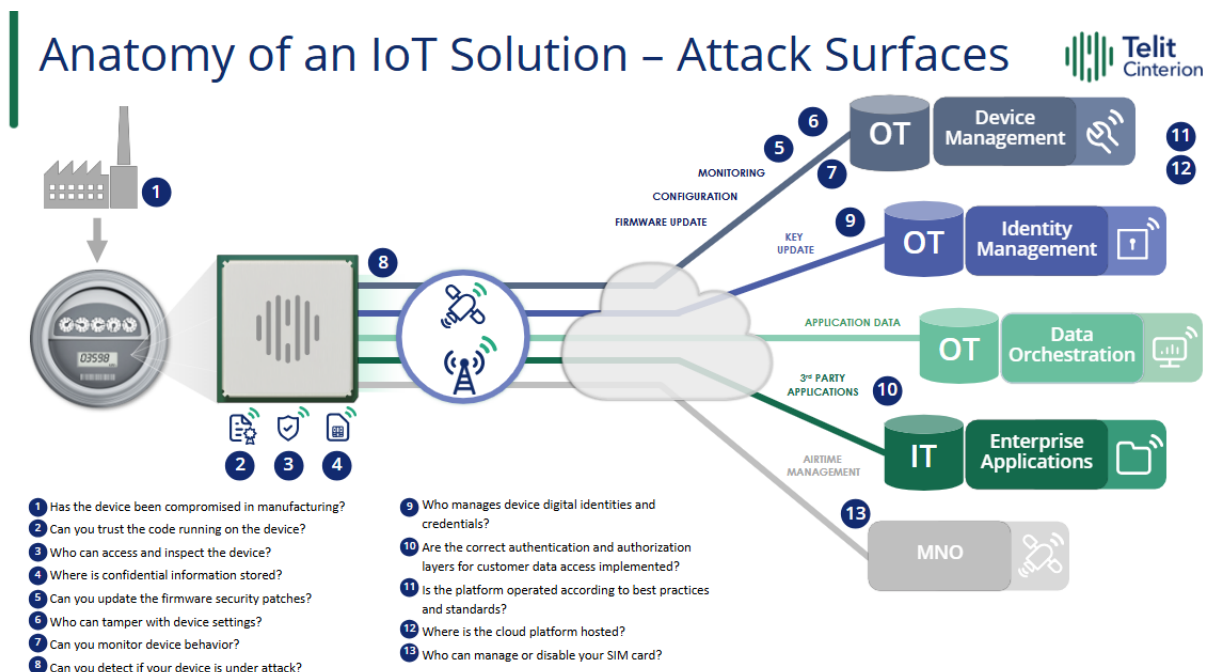 Anatomy of an IoT Solution – Attack Surfaces
Telit
Cinterion
1
6
5
7
MONITORING
CONFIGURATION
FIRMWARE UPDATE
OT
Device
Management
11
12
8
9
KEY
UPDATE
OT
Identity
Management
03598
APPLICATION DATA
OT
Data
Orchestration
3rd PARTY
APPLICATIONS
10
2
3
4
IT
Enterprise
Applications
AIRTIME
MANAGEMENT
13
MNO
1 Has the device been compromised in manufacturing?
2 Can you trust the code running on the device?
3 Who can access and inspect the device?
4 Where is confidential information stored?
5 Can you update the firmware security patches?
6 Who can tamper with device settings?
7 Can you monitor device behavior?
8 Can you detect if your device is under attack?
9 Who manages device digital identities and
credentials?
10 Are the correct authentication and authorization
layers for customer data access implemented?
11 Is the platform operated according to best practices
and standards?
12 Where is the cloud platform hosted?
13 Who can manage or disable your SIM card?